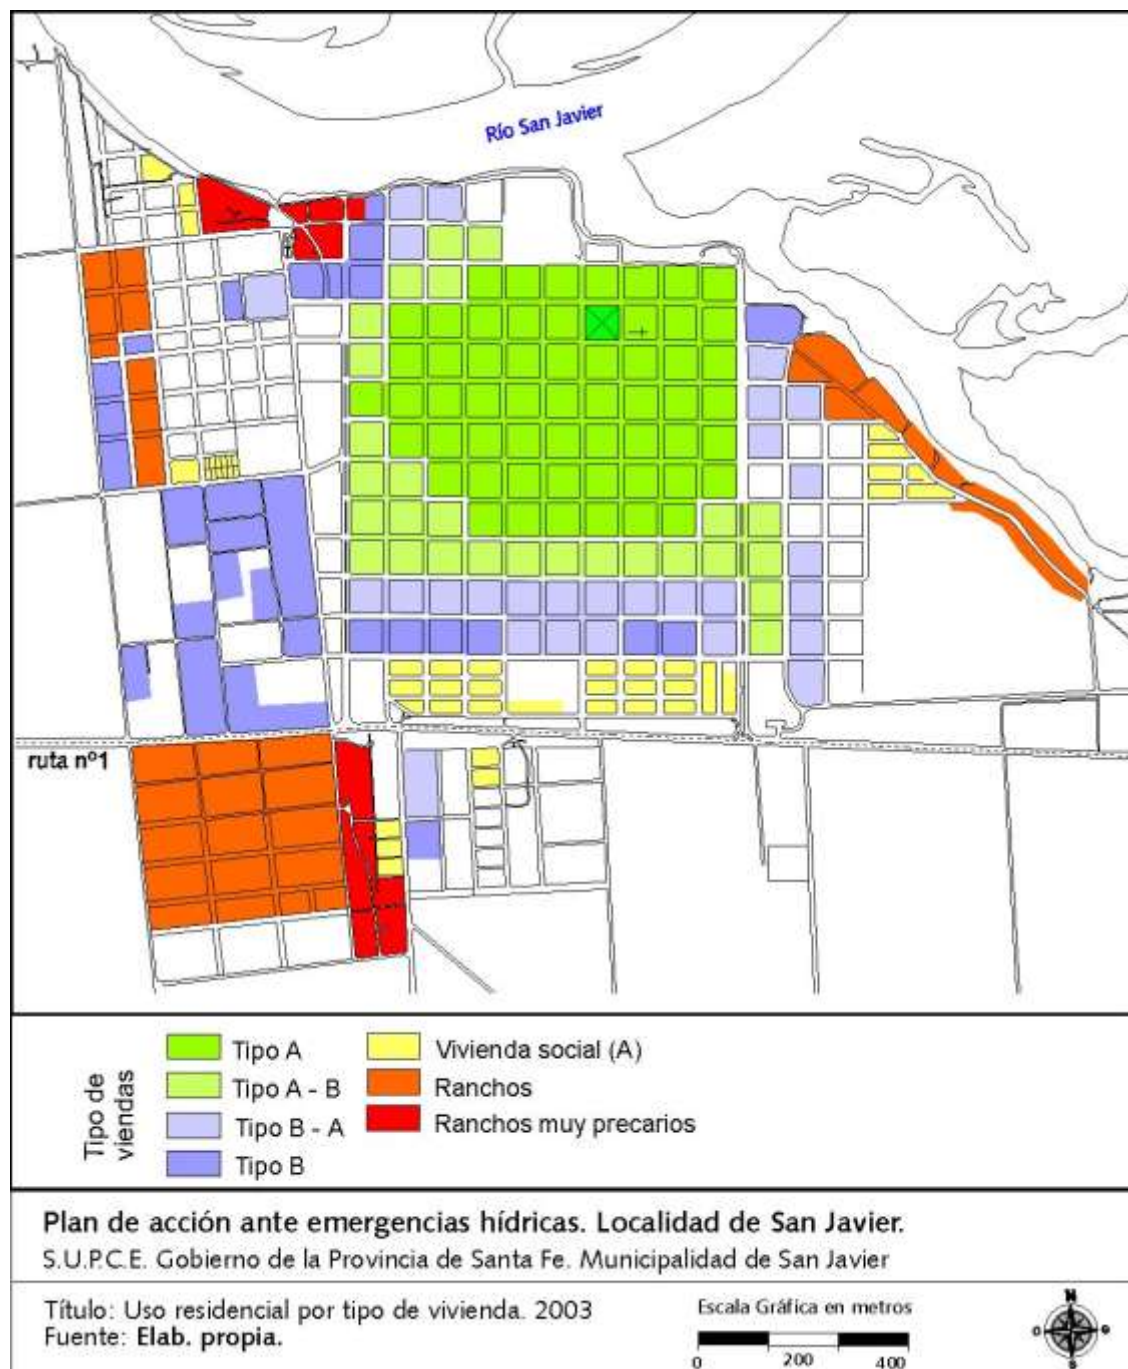 Río San Javier
ruta nº1
Tipo de
viendas
Tipo A
Tipo A - B
Tipo B - A
Tipo B
Vivienda social (A)
Ranchos
Ranchos muy precarios
Plan de acción ante emergencias hídricas. Localidad de San Javier.
S.U.P.C.E. Gobierno de la Provincia de Santa Fe. Municipalidad de San Javier
Título: Uso residencial por tipo de vivienda. 2003
Fuente: Elab. propia.
Escala Gráfica en metros
0 200 400
N